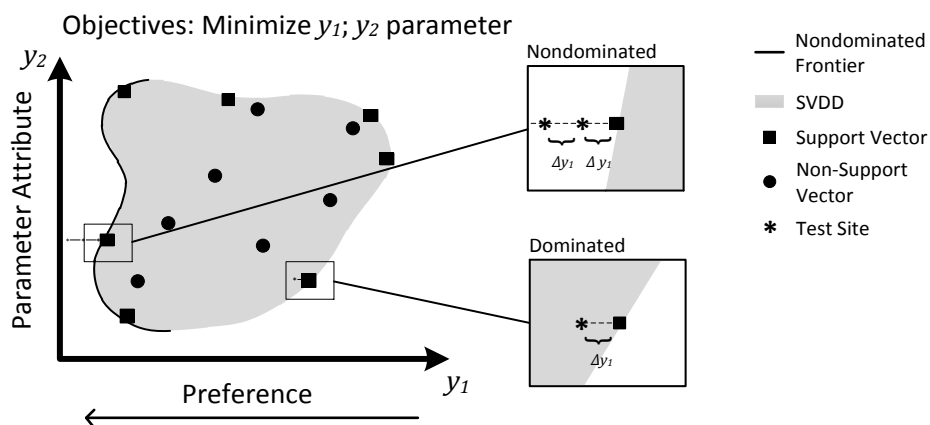 Objectives: Minimize y1; y2 parameter
y2
Parameter Attribute
y1
Preference
Nondominated
Δy1
Δy1
Dominated
Δy1
Nondominated
Frontier
SVDD
Support Vector
Non-Support
Vector
* Test Site